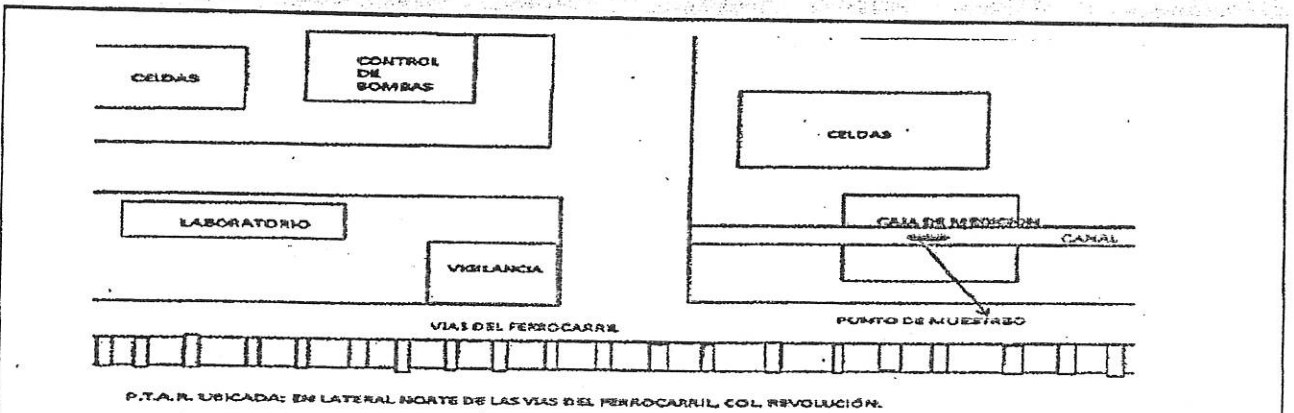 CELDAS
CONTROL
DE
BOMBAS
CELDAS
LABORATORIO
CAJA DE MEDICION
CANAL
VIGILANCIA
VIAS DEL FERROCARRIL
PUNTO DE MUESTREO
P.T.A.R. UBICADA: EN LATERAL NORTE DE LAS VIAS DEL FERROCARRIL, COL. REVOLUCIÓN.